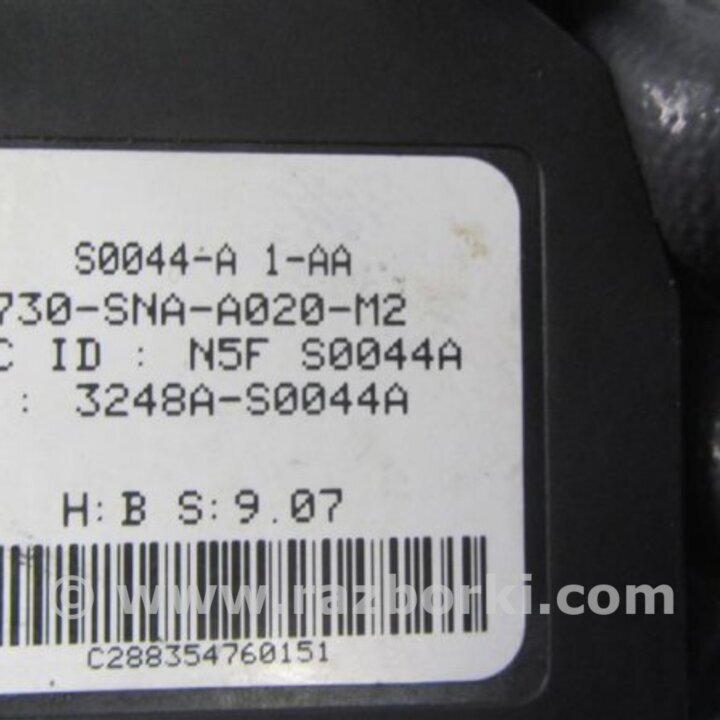 S0044-A 1-AA
730-SNA-A020-M2
C ID : N5F S0044A
: 3248A-S0044A
H:B S:9.07
© www.razborki.com
C288354760151